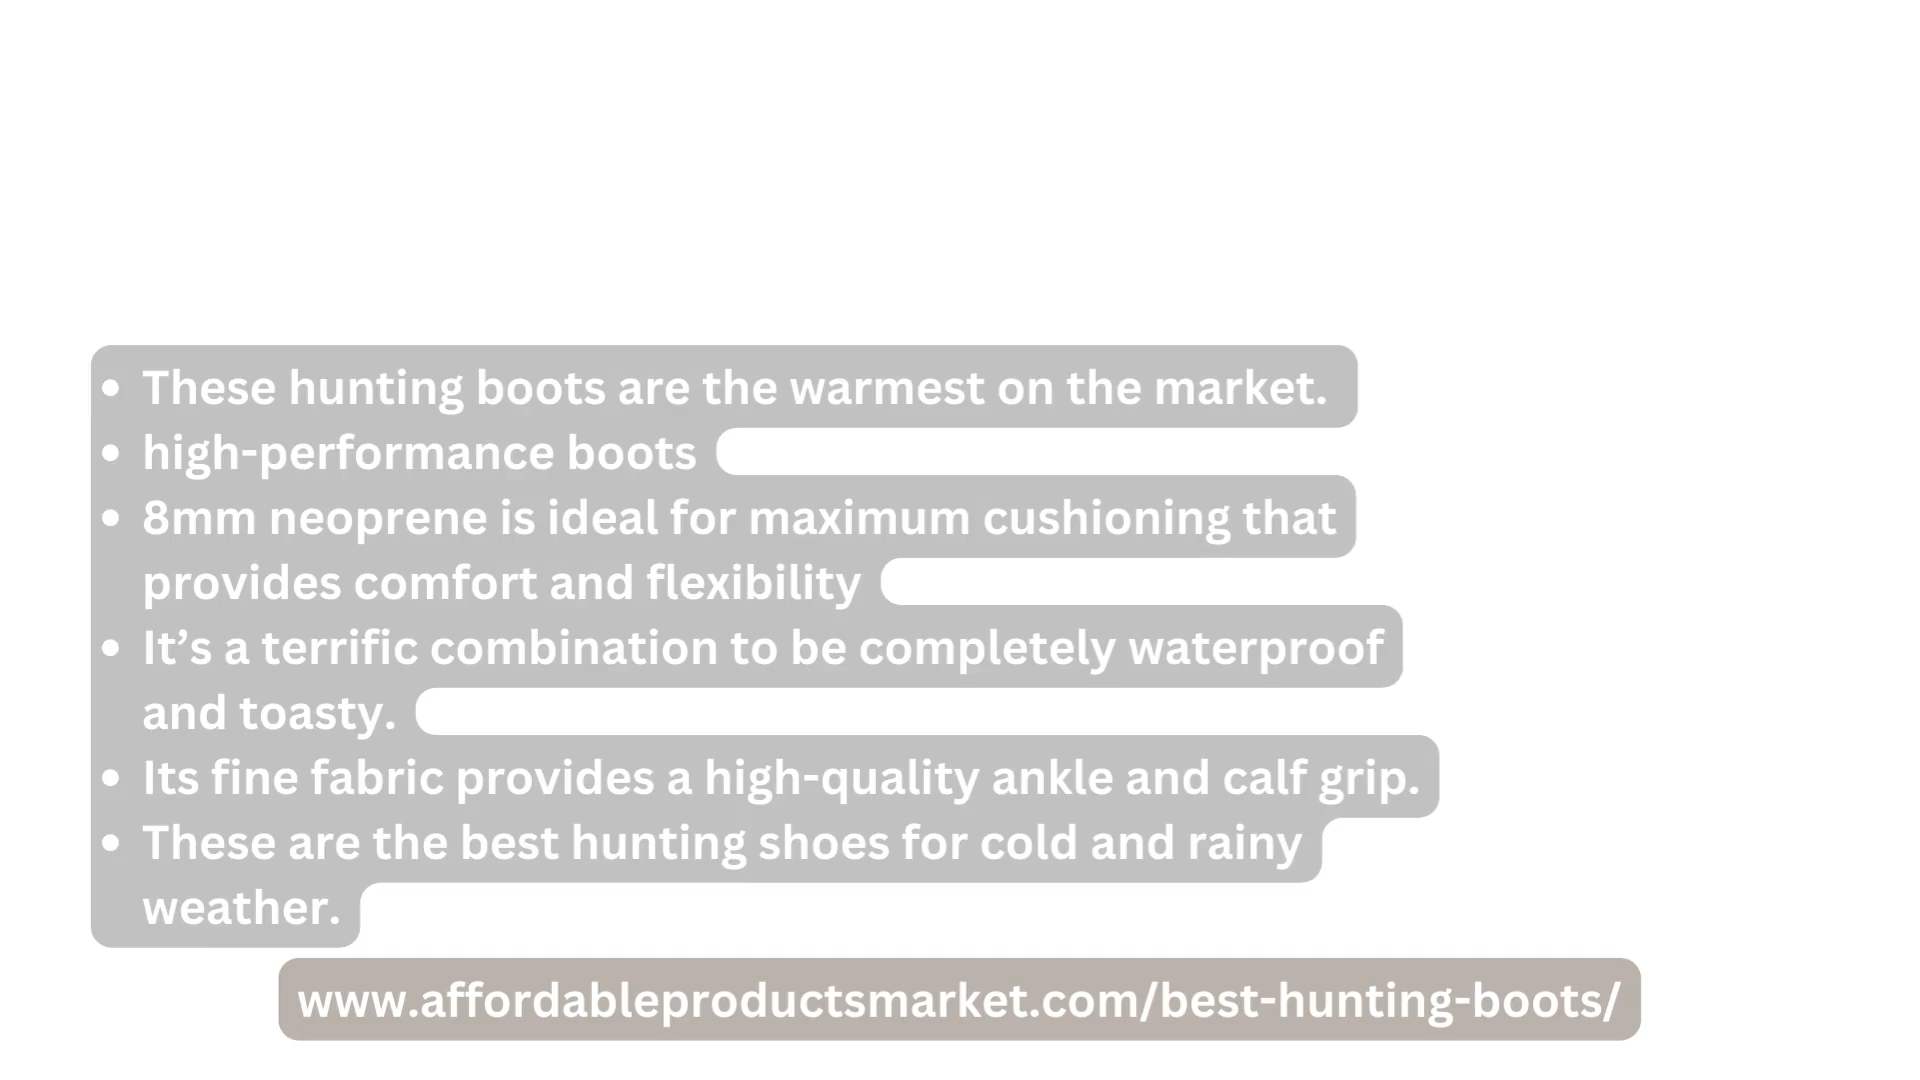 • These hunting boots are the warmest on the market.
• high-performance boots
• 8mm neoprene is ideal for maximum cushioning that
provides comfort and flexibility
• It’s a terrific combination to be completely waterproof
and toasty.
• Its fine fabric provides a high-quality ankle and calf grip.
• These are the best hunting shoes for cold and rainy
weather.
www.affordableproductsmarket.com/best-hunting-boots/